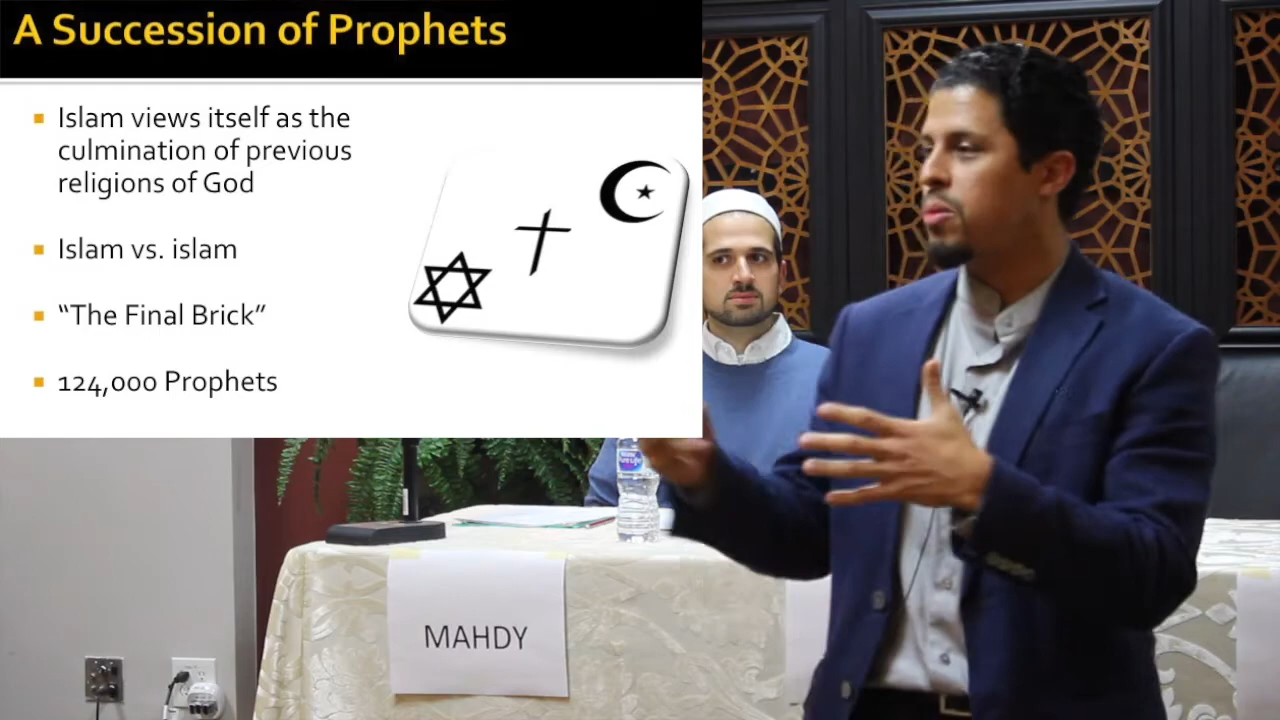 A Succession of Prophets
Islam views itself as the
culmination of previous
religions of God
Islam vs. islam
“The Final Brick”
124,000 Prophets
MAHDY